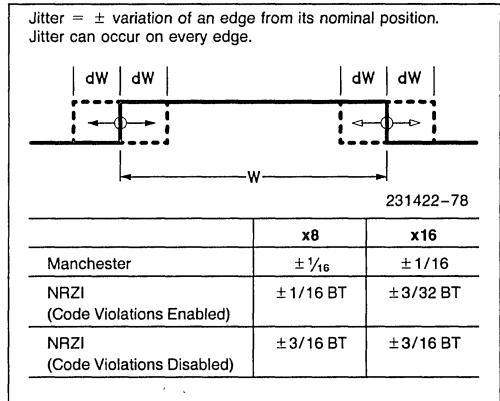 Jitter = ± variation of an edge from its nominal position.
Jitter can occur on every edge.
dW dW dW dW
W
231422–78
x8 x16
Manchester ±1/16 ±1/16
NRZI ±1/16 BT ±3/32 BT
(Code Violations Enabled)
NRZI ±3/16 BT ±3/16 BT
(Code Violations Disabled)